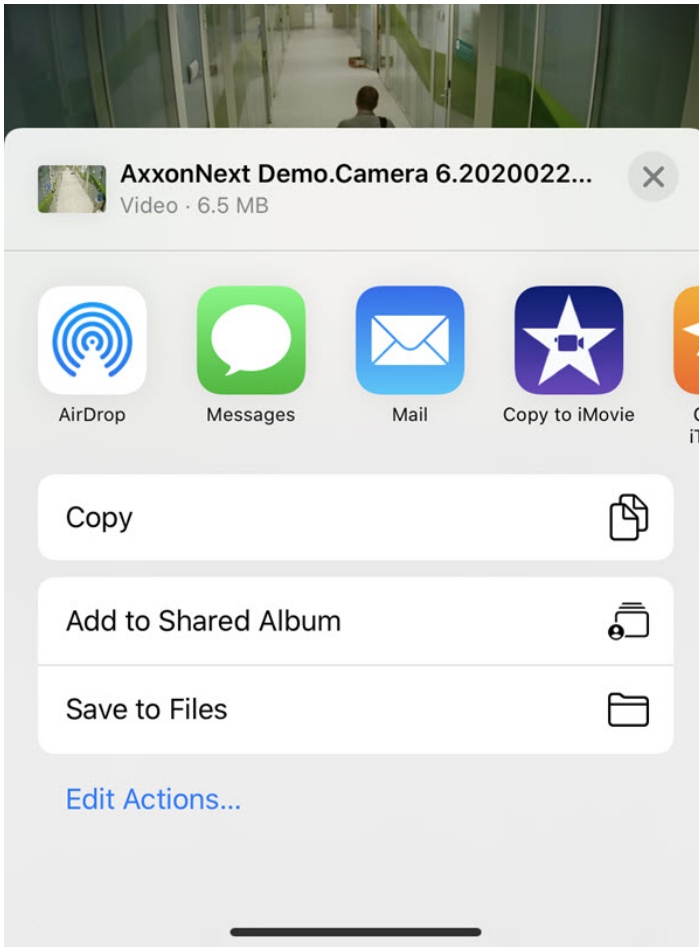 AxxonNext Demo.Camera 6.2020022...
Video · 6.5 MB
AirDrop
Messages
Mail
Copy to iMovie
Copy
Add to Shared Album
Save to Files
Edit Actions...